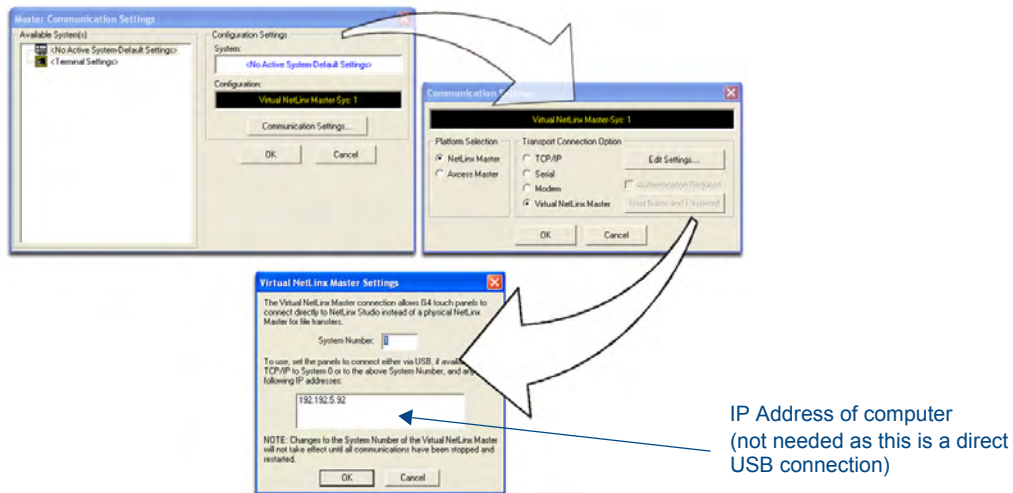 Master Communication Settings
Available System(s)
<No Active System-Default Settings>
<Terminal Settings>
Configuration Settings
System:
<No Active System-Default Settings>
Configuration:
Virtual NetLinx Master-Sys: 1
Communication Settings...
OK
Cancel
Communication
Virtual NetLinx Master-Sys: 1
Platform Selection
NetLinx Master
Axcess Master
Transport Connection Option
TCP/IP
Serial
Modem
Virtual NetLinx Master
Edit Settings...
Authentication Required
User Name and Password
OK
Cancel
Virtual NetLinx Master Settings
The Virtual NetLinx Master connection allows G4 touch panels to
connect directly to NetLinx Studio instead of a physical NetLinx
Master for file transfers.
System Number: 1
To use, set the panels to connect either via USB, if
TCP/IP to System 0 or to the above System Number, and
following IP addresses:
192.192.5.92
NOTE: Changes to the System Number of the Virtual NetLinx Master
will not take effect until all communications have been stopped and
restarted.
OK
Cancel
IP Address of computer
(not needed as this is a direct
USB connection)